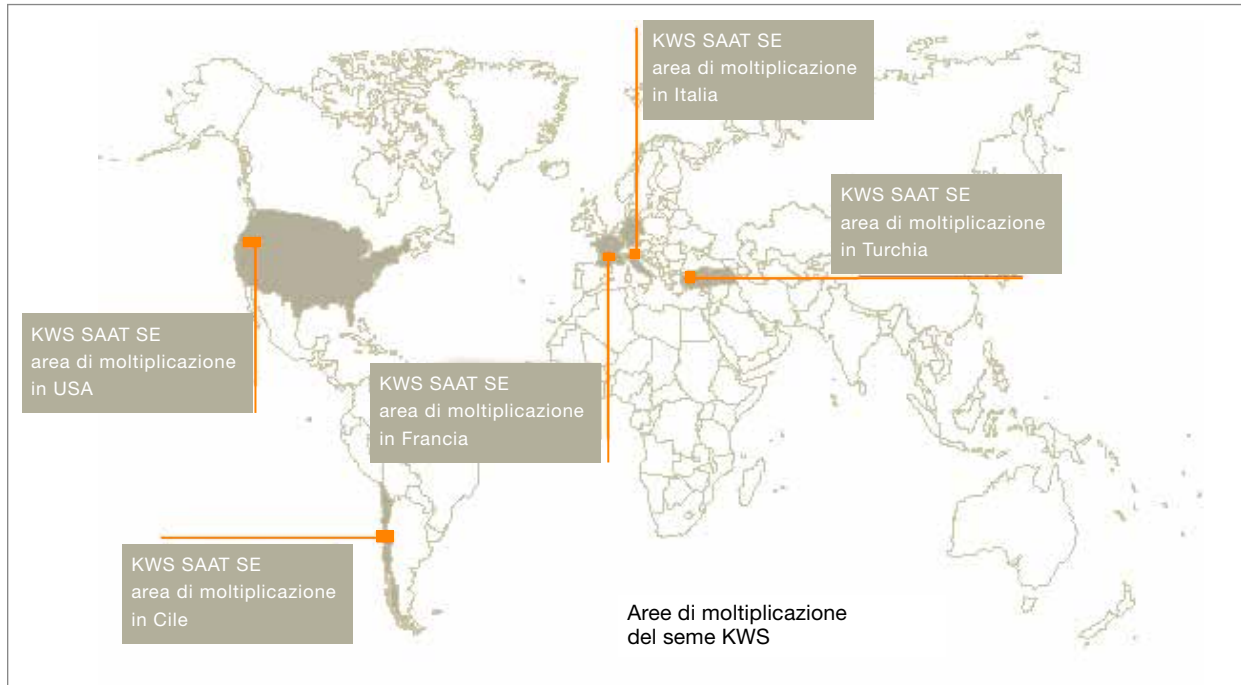 KWS SAAT SE
area di moltiplicazione
in Italia
KWS SAAT SE
area di moltiplicazione
in Turchia
KWS SAAT SE
area di moltiplicazione
in USA
KWS SAAT SE
area di moltiplicazione
in Francia
KWS SAAT SE
area di moltiplicazione
in Cile
Aree di moltiplicazione
del seme KWS